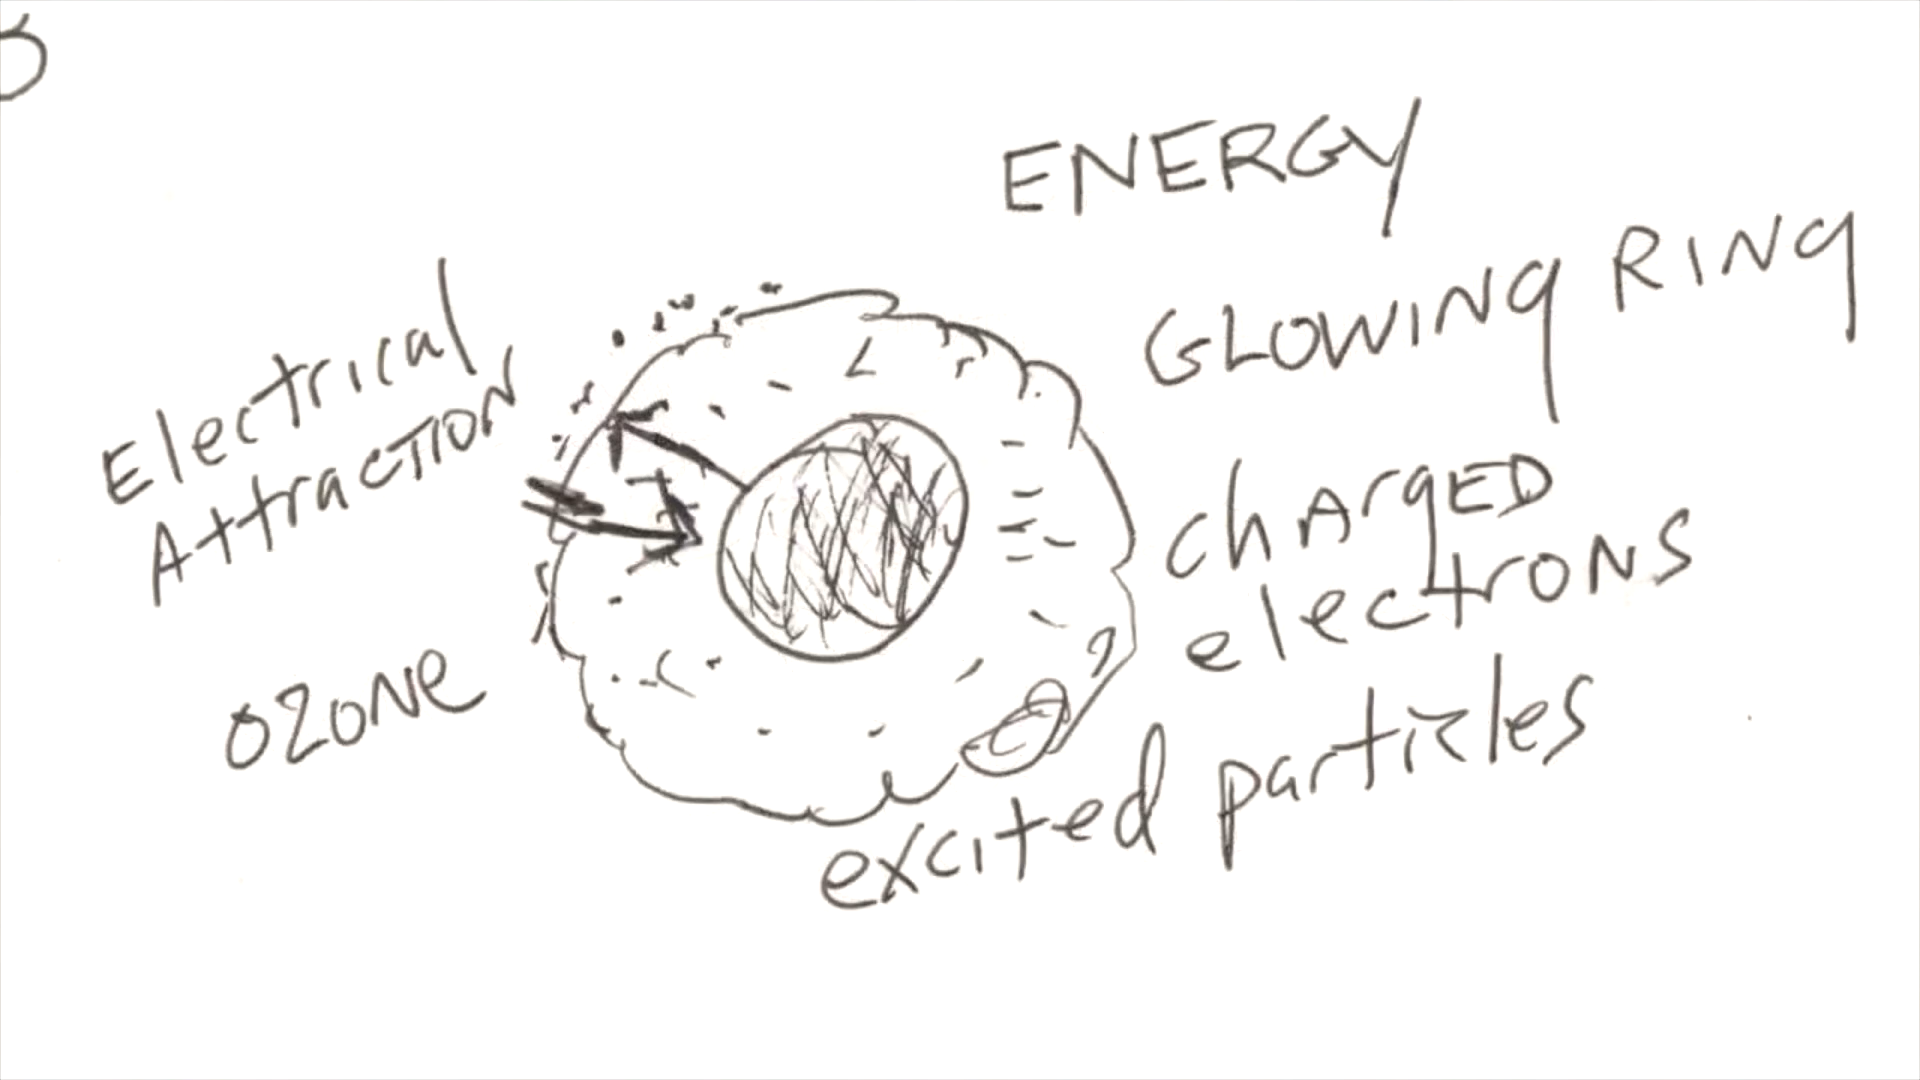 ENERGY
GLOWING RING
Electrical
AttractION
chArgED
electroNS
OZONe
excited particles